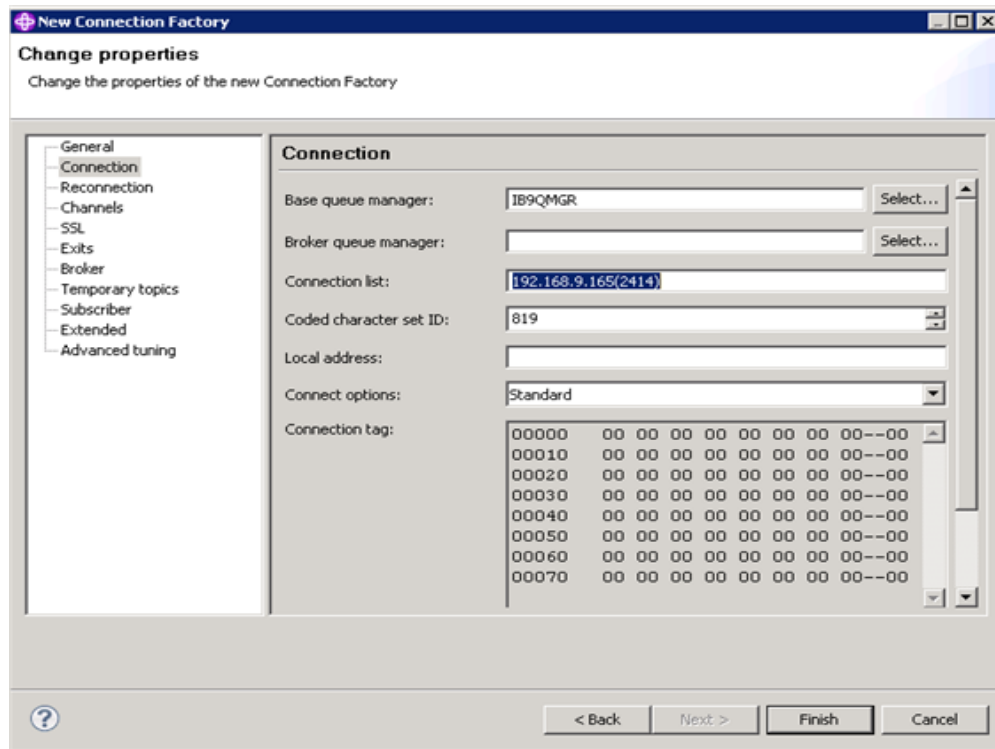 New Connection Factory
Change properties
Change the properties of the new Connection Factory
General
Connection
Reconnection
Channels
SSL
Exits
Broker
Temporary topics
Subscriber
Extended
Advanced tuning
Connection
Base queue manager: IB9QMGR Select...
Broker queue manager: Select...
Connection list: 192.168.9.165(2414)
Coded character set ID: 819
Local address:
Connect options: Standard
Connection tag:
00000 00 00 00 00 00 00 00 00--00
00010 00 00 00 00 00 00 00 00--00
00020 00 00 00 00 00 00 00 00--00
00030 00 00 00 00 00 00 00 00--00
00040 00 00 00 00 00 00 00 00--00
00050 00 00 00 00 00 00 00 00--00
00060 00 00 00 00 00 00 00 00--00
00070 00 00 00 00 00 00 00 00--00
? < Back Next > Finish Cancel